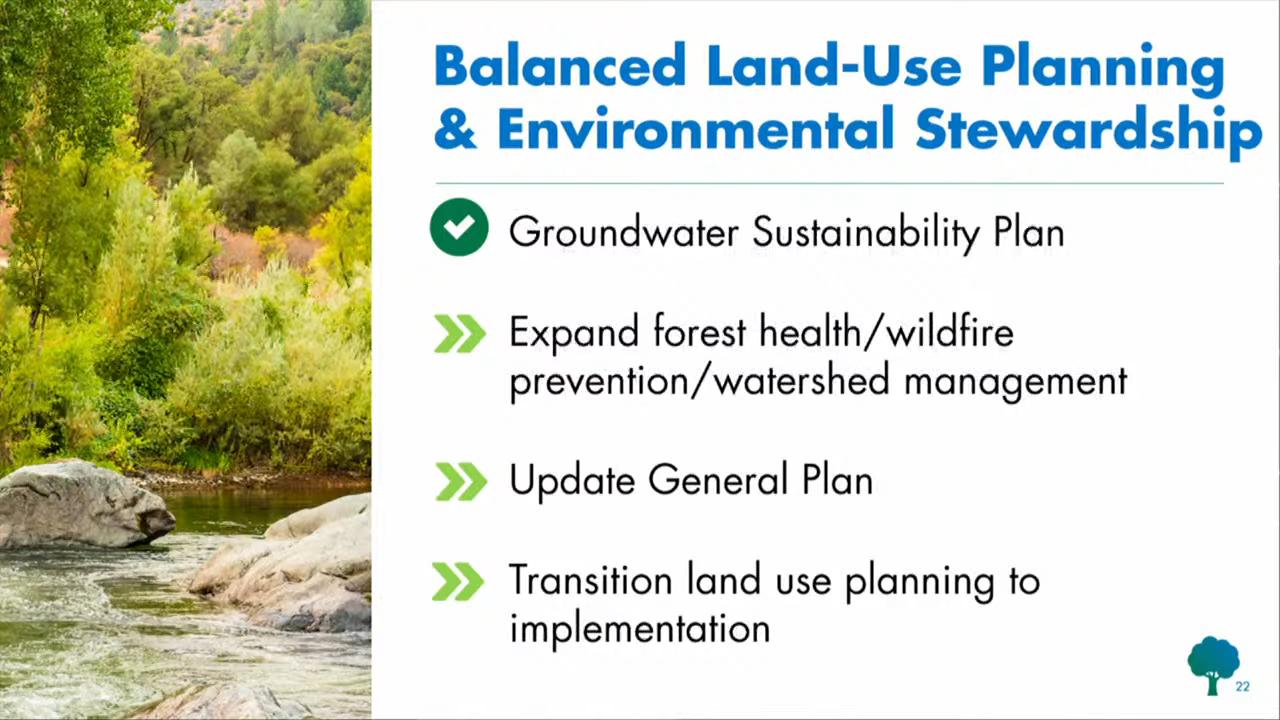 Balanced Land-Use Planning
& Environmental Stewardship
Groundwater Sustainability Plan
Expand forest health/wildfire
prevention/watershed management
Update General Plan
Transition land use planning to
implementation
22